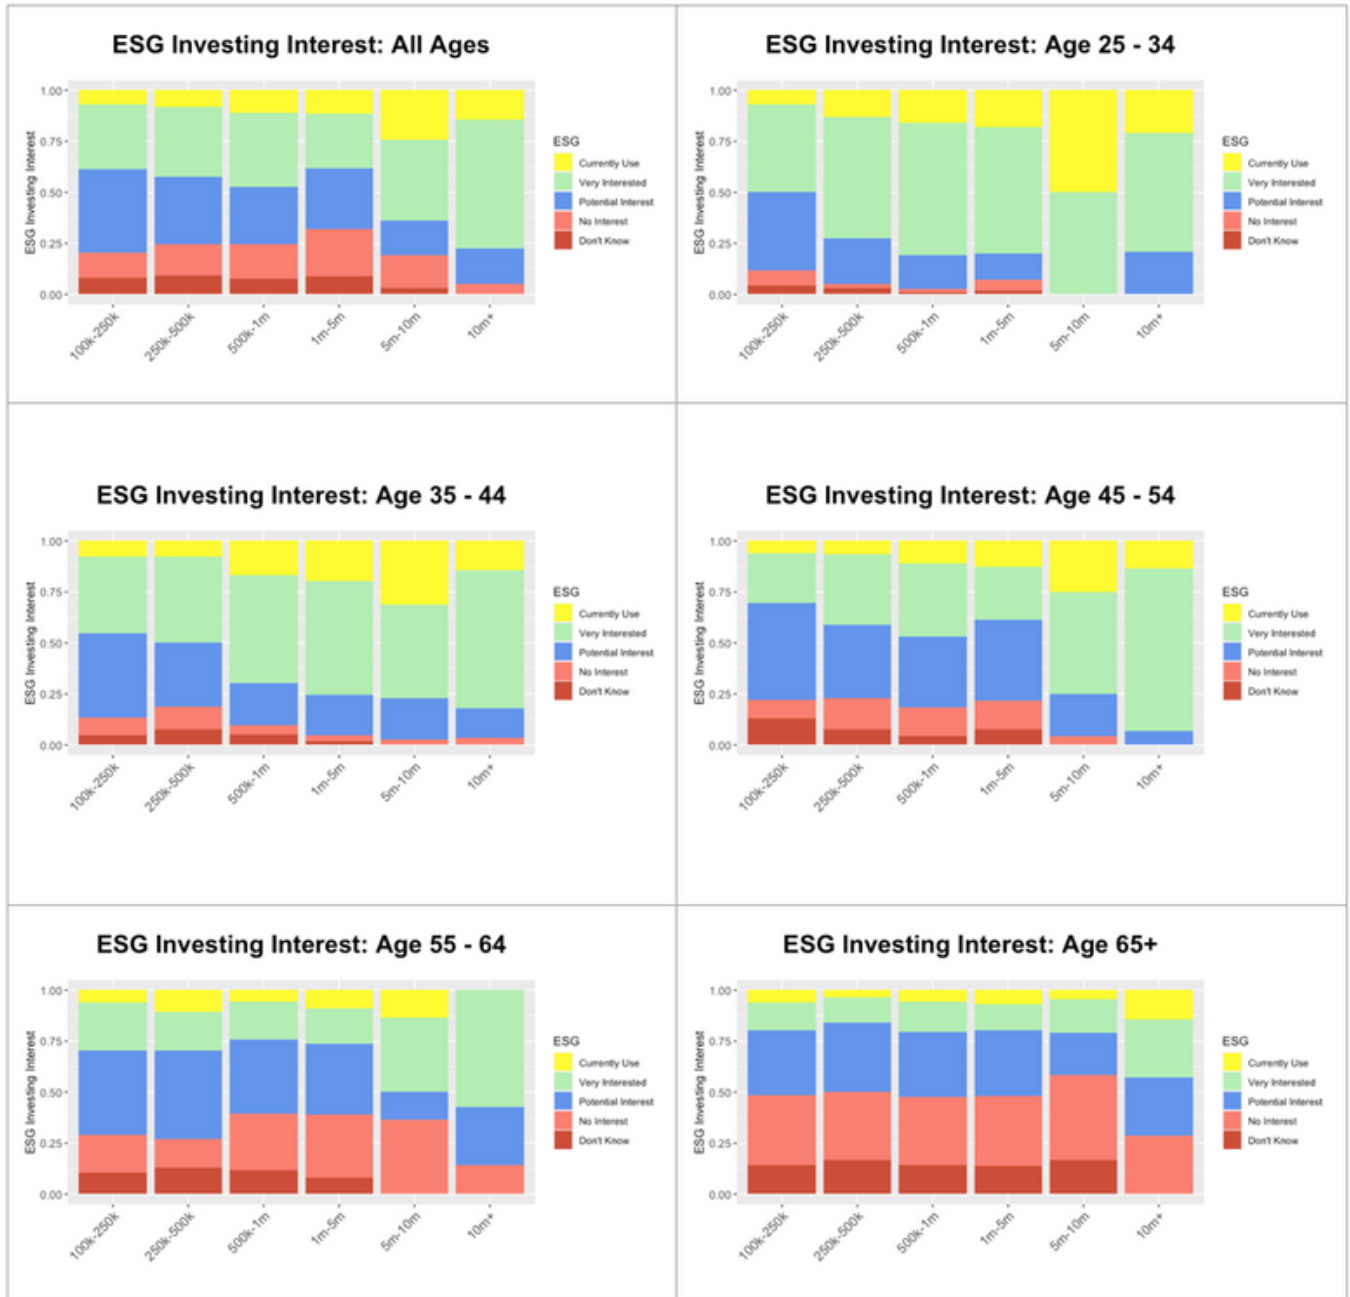 ESG Investing Interest: All Ages
1.00
0.75
0.50
0.25
0.00
ESG Investing Interest
100k-250k
250k-500k
500k-1m
1m-5m
5m-10m
10m+
ESG
Currently Use
Very Interested
Potential Interest
No Interest
Don't Know
ESG Investing Interest: Age 25 - 34
1.00
0.75
0.50
0.25
0.00
ESG Investing Interest
100k-250k
250k-500k
500k-1m
1m-5m
5m-10m
10m+
ESG
Currently Use
Very Interested
Potential Interest
No Interest
Don't Know
ESG Investing Interest: Age 35 - 44
1.00
0.75
0.50
0.25
0.00
ESG Investing Interest
100k-250k
250k-500k
500k-1m
1m-5m
5m-10m
10m+
ESG
Currently Use
Very Interested
Potential Interest
No Interest
Don't Know
ESG Investing Interest: Age 45 - 54
1.00
0.75
0.50
0.25
0.00
ESG Investing Interest
100k-250k
250k-500k
500k-1m
1m-5m
5m-10m
10m+
ESG
Currently Use
Very Interested
Potential Interest
No Interest
Don't Know
ESG Investing Interest: Age 55 - 64
1.00
0.75
0.50
0.25
0.00
ESG Investing Interest
100k-250k
250k-500k
500k-1m
1m-5m
5m-10m
10m+
ESG
Currently Use
Very Interested
Potential Interest
No Interest
Don't Know
ESG Investing Interest: Age 65+
1.00
0.75
0.50
0.25
0.00
ESG Investing Interest
100k-250k
250k-500k
500k-1m
1m-5m
5m-10m
10m+
ESG
Currently Use
Very Interested
Potential Interest
No Interest
Don't Know